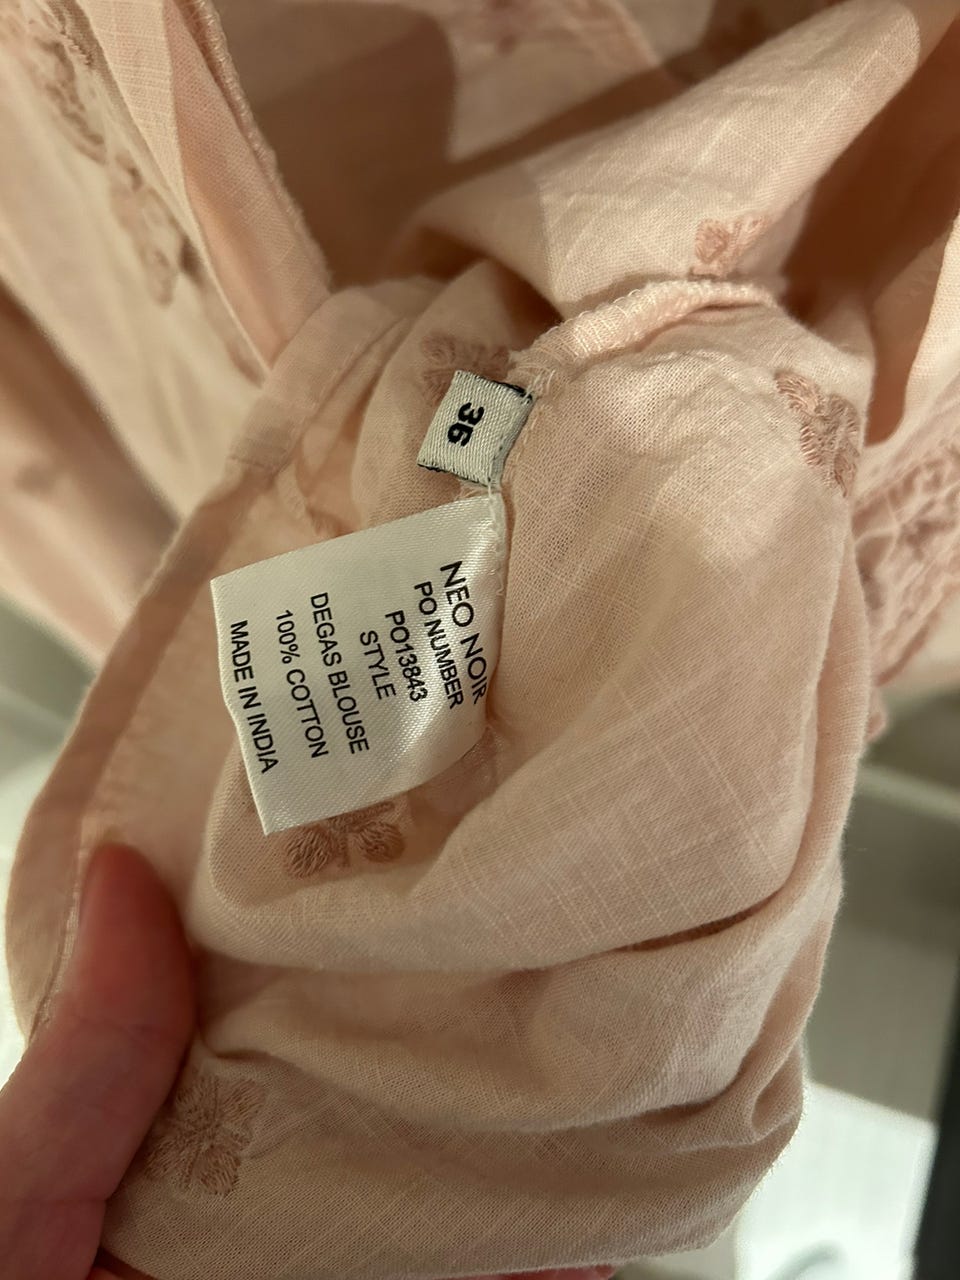 36
NEO NOIR
PO NUMBER
PO13843
STYLE
DEGAS BLOUSE
100% COTTON
MADE IN INDIA